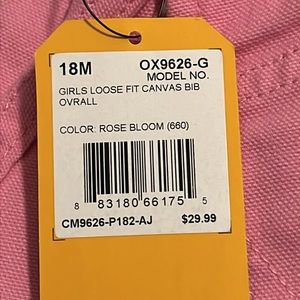 18M OX9626-G
MODEL NO.
GIRLS LOOSE FIT CANVAS BIB
OVRALL
COLOR: ROSE BLOOM (660)
8 83180 66175 5
CM9626-P182-AJ $29.99